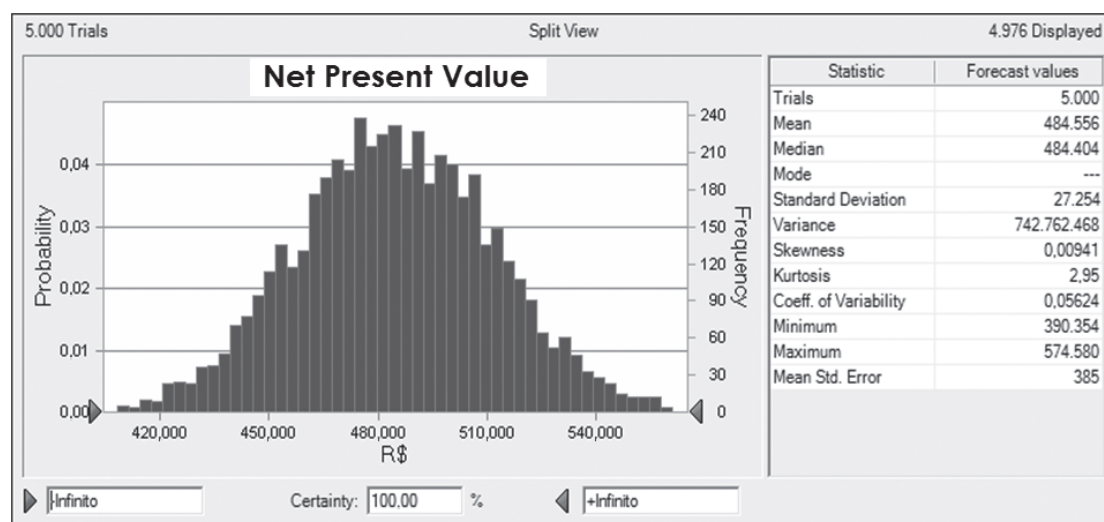 5.000 Trials Split View 4.976 Displayed
Net Present Value
Probability
0,04
0,03
0,02
0,01
0,00
240
210
180
150
120
90
60
30
0
Frequency
420,000 450,000 480,000 510,000 540,000
R$
Statistic Forecast values
Trials 5.000
Mean 484.556
Median 484.404
Mode ---
Standard Deviation 27.254
Variance 742.762.468
Skewness 0,00941
Kurtosis 2,95
Coeff. of Variability 0,05624
Minimum 390.354
Maximum 574.580
Mean Std. Error 385
-Infinito Certainty: 100,00 % +Infinito